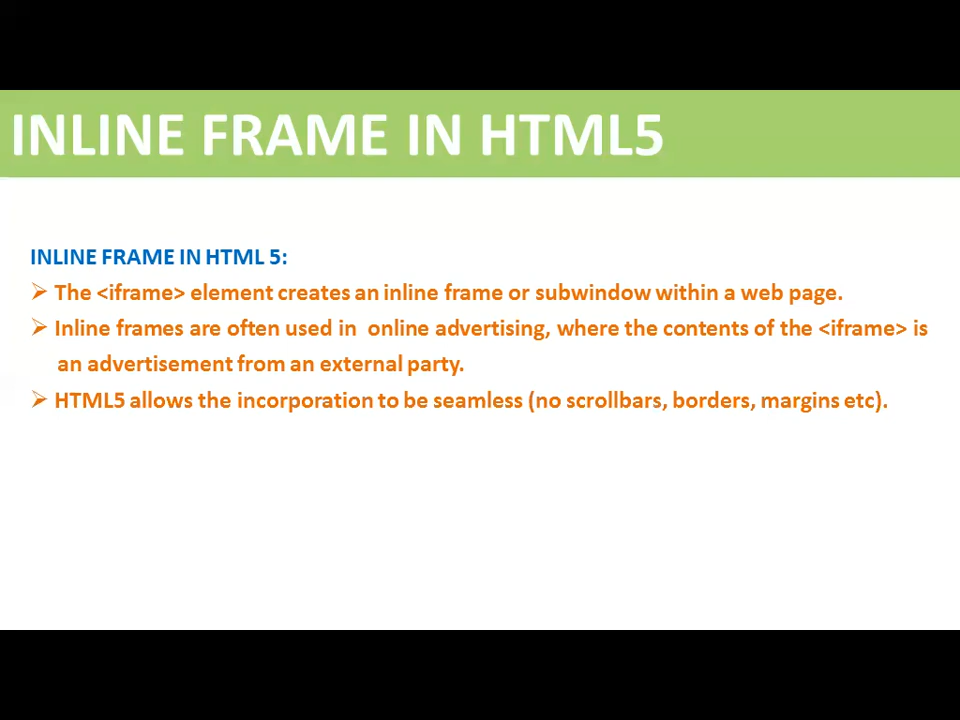 INLINE FRAME IN HTML5
INLINE FRAME IN HTML 5:
➢ The <iframe> element creates an inline frame or subwindow within a web page.
➢ Inline frames are often used in  online advertising, where the contents of the <iframe> is
an advertisement from an external party.
➢ HTML5 allows the incorporation to be seamless (no scrollbars, borders, margins etc).